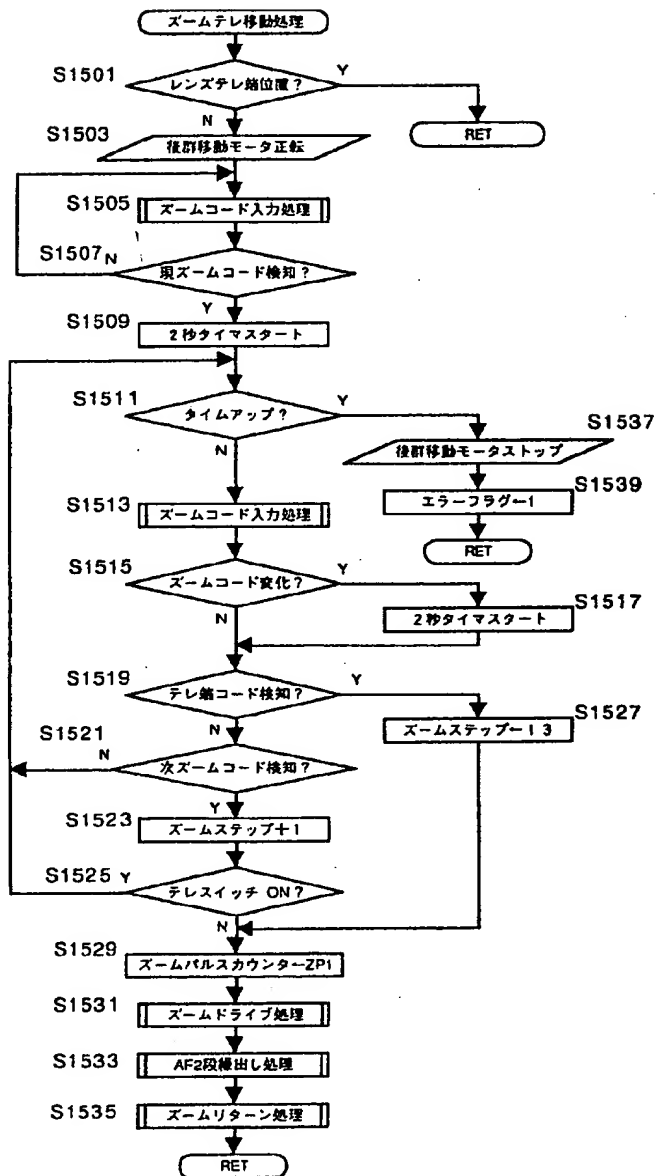 ズームテレ移動処理
S1501
レンズテレ端位置?
Y
N
RET
S1503
後群移動モータ正転
S1505
ズームコード入力処理
S1507
N
現ズームコード検知?
Y
S1509
2秒タイマスタート
S1511
タイムアップ?
Y
N
S1537
後群移動モータストップ
S1539
エラーフラグ←1
RET
S1513
ズームコード入力処理
S1515
ズームコード変化?
Y
N
S1517
2秒タイマスタート
S1519
テレ端コード検知?
Y
N
S1527
ズームステップ←13
S1521
N
次ズームコード検知?
Y
S1523
ズームステップ+1
S1525
Y
テレスイッチ ON?
N
S1529
ズームパルスカウンタ←ZP1
S1531
ズームドライブ処理
S1533
AF2段繰出し処理
S1535
ズームリターン処理
RET